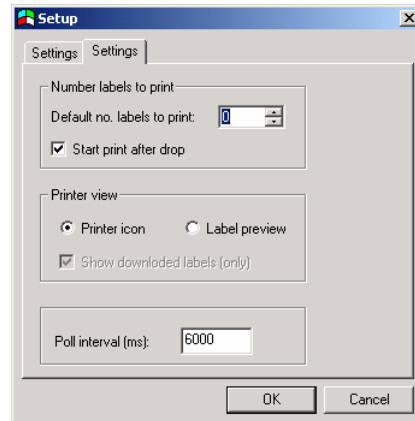 Setup
Settings Settings
Number labels to print
Default no. labels to print: 0
Start print after drop
Printer view
Printer icon Label preview
Show downloded labels (only)
Poll interval (ms): 6000
OK Cancel